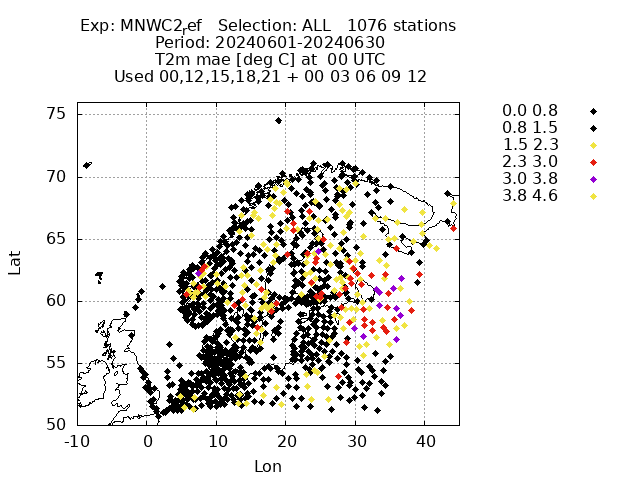 Exp: MNWC2ref   Selection: ALL   1076 stations
Period: 20240601-20240630
T2m mae [deg C] at  00 UTC
Used 00,12,15,18,21 + 00 03 06 09 12
0.0 0.8
0.8 1.5
1.5 2.3
2.3 3.0
3.0 3.8
3.8 4.6
75
70
65
60
55
50
Lat
-10 0 10 20 30 40
Lon